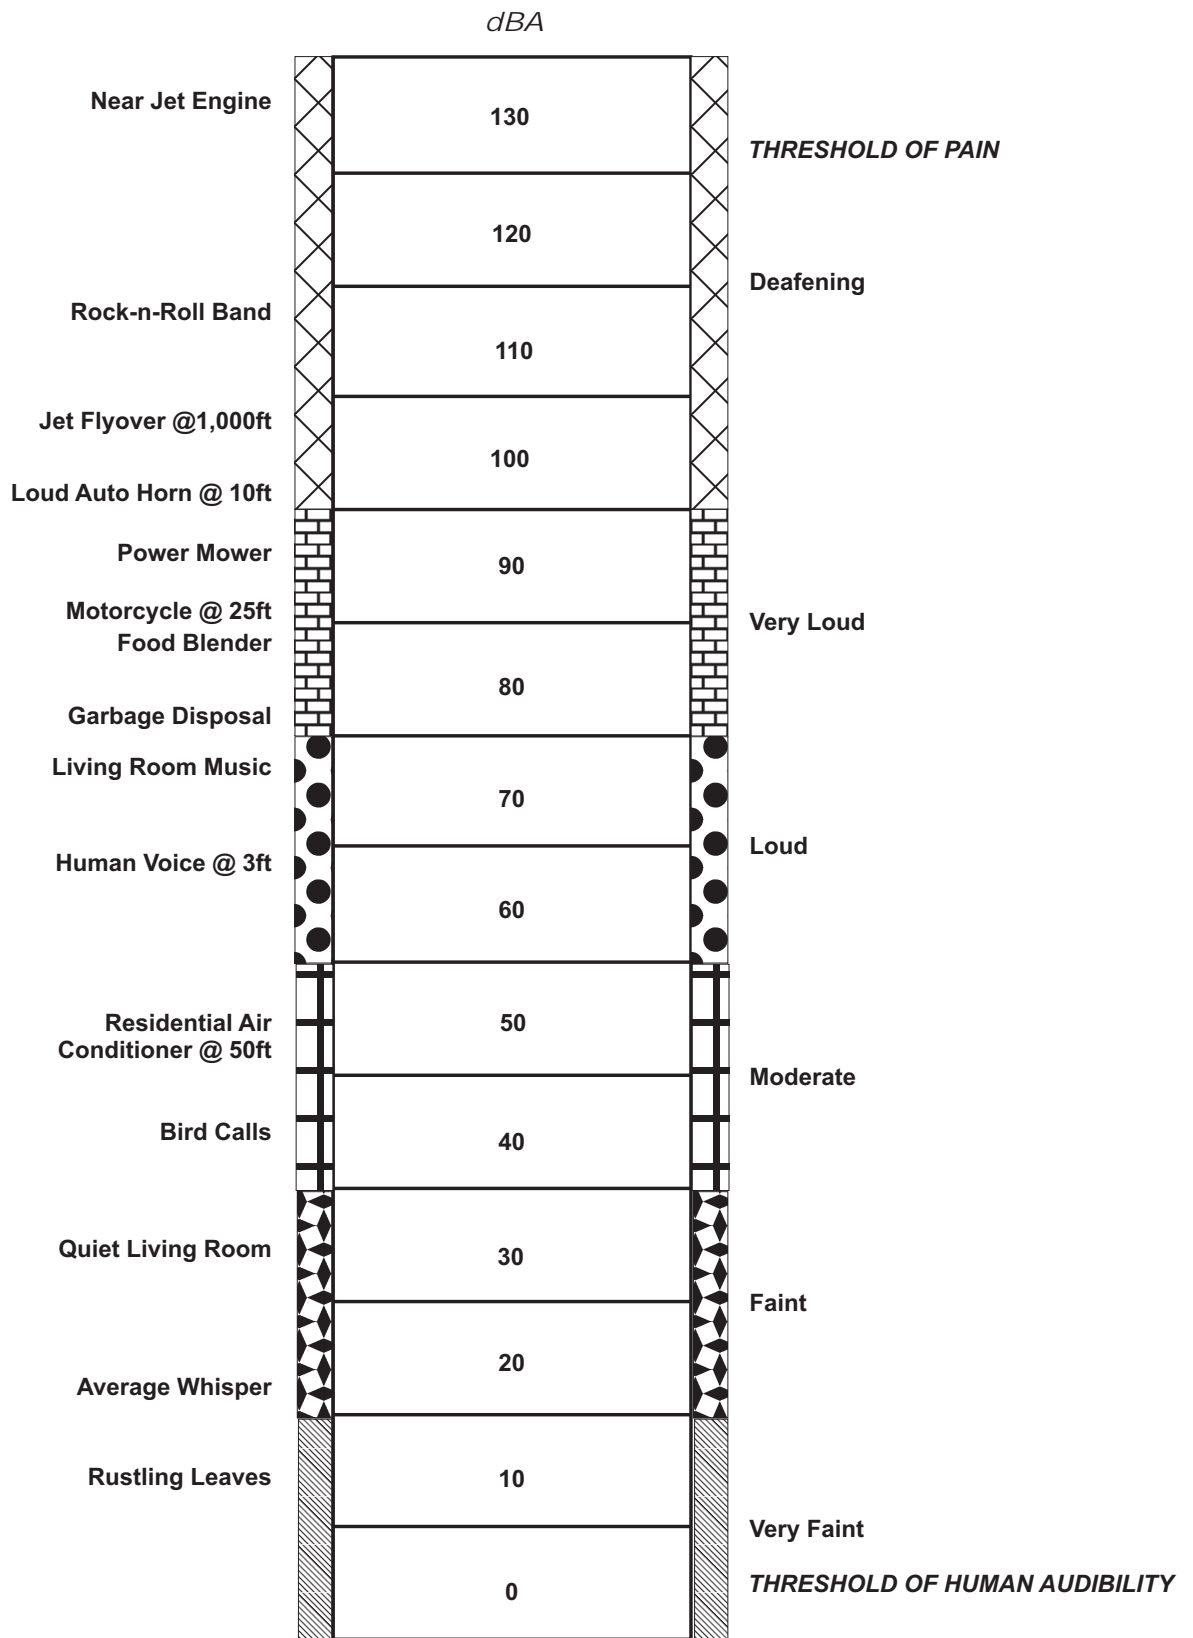 dBA
Near Jet Engine
130
THRESHOLD OF PAIN
120
Deafening
Rock-n-Roll Band
110
Jet Flyover @1,000ft
100
Loud Auto Horn @ 10ft
Power Mower
90
Motorcycle @ 25ft
Very Loud
Food Blender
80
Garbage Disposal
Living Room Music
70
Loud
Human Voice @ 3ft
60
Residential Air
Conditioner @ 50ft
50
Moderate
Bird Calls
40
Quiet Living Room
30
Faint
20
Average Whisper
Rustling Leaves
10
Very Faint
THRESHOLD OF HUMAN AUDIBILITY
0